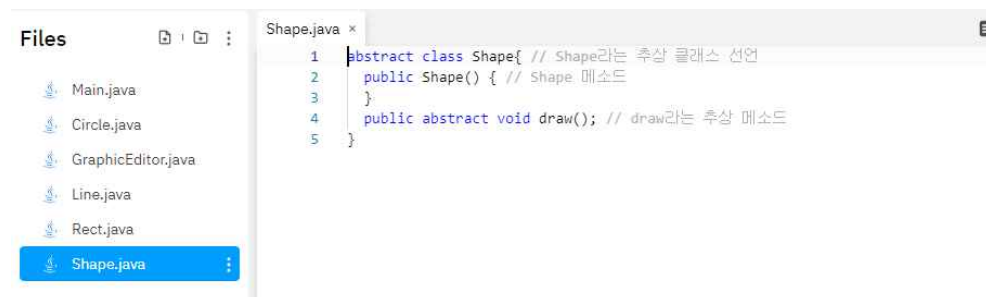 Files
Main.java
Circle.java
GraphicEditor.java
Line.java
Rect.java
Shape.java
Shape.java ×
1 abstract class Shape{ // Shape라는 추상 클래스 선언
2 public Shape() { // Shape 메소드
3 }
4 public abstract void draw(); // draw라는 추상 메소드
5 }